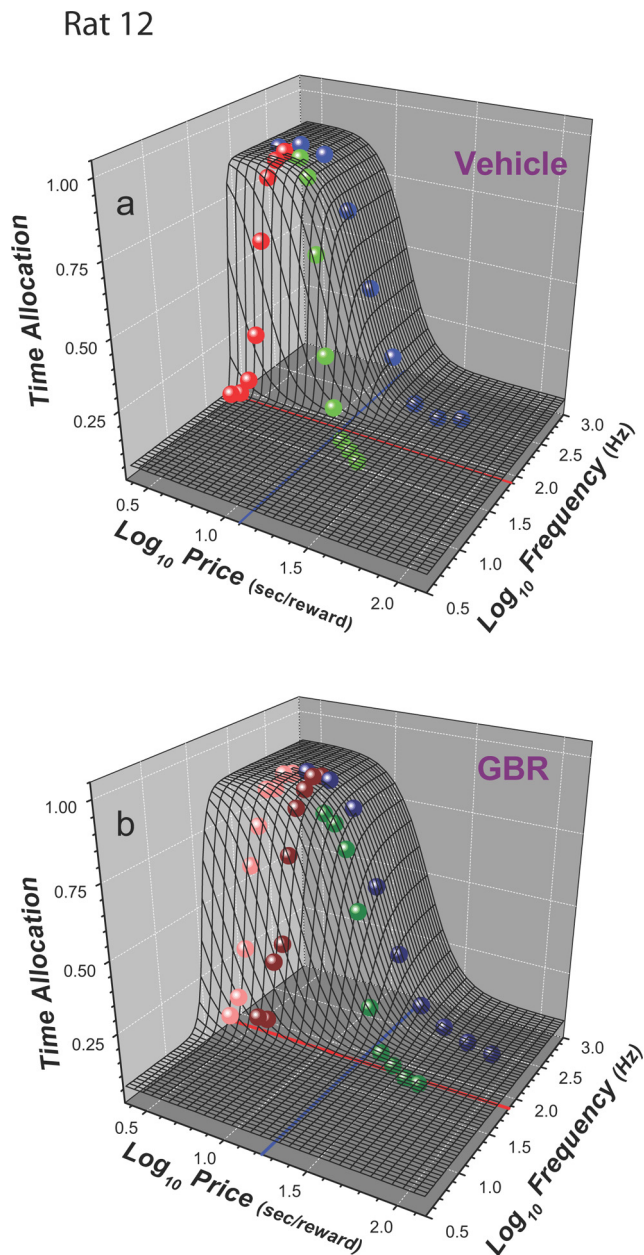 Rat 12
Vehicle
a
1.00
0.75
0.50
0.25
Time Allocation
0.5
1.0
1.5
2.0
Log10 Price (sec/reward)
0.5
1.0
1.5
2.0
2.5
3.0
Log10 Frequency (Hz)
GBR
b
1.00
0.75
0.50
0.25
Time Allocation
0.5
1.0
1.5
2.0
Log10 Price (sec/reward)
0.5
1.0
1.5
2.0
2.5
3.0
Log10 Frequency (Hz)